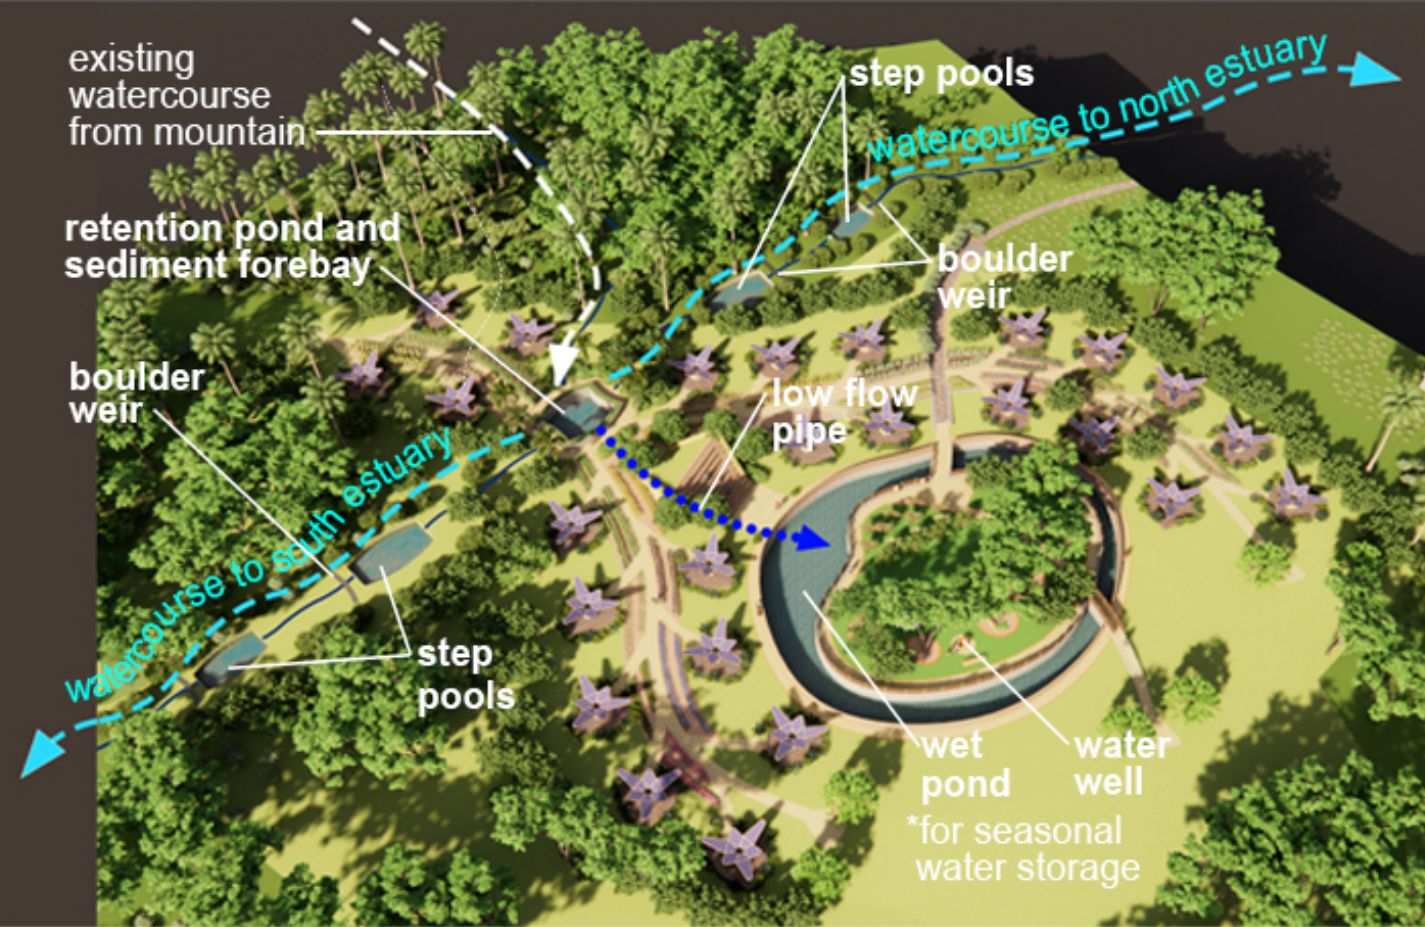 existing
watercourse
from mountain
step pools
watercourse to north estuary
retention pond and
sediment forebay
boulder
weir
boulder
weir
low flow
pipe
watercourse to south estuary
step
pools
wet
pond
*for seasonal
water storage
water
well